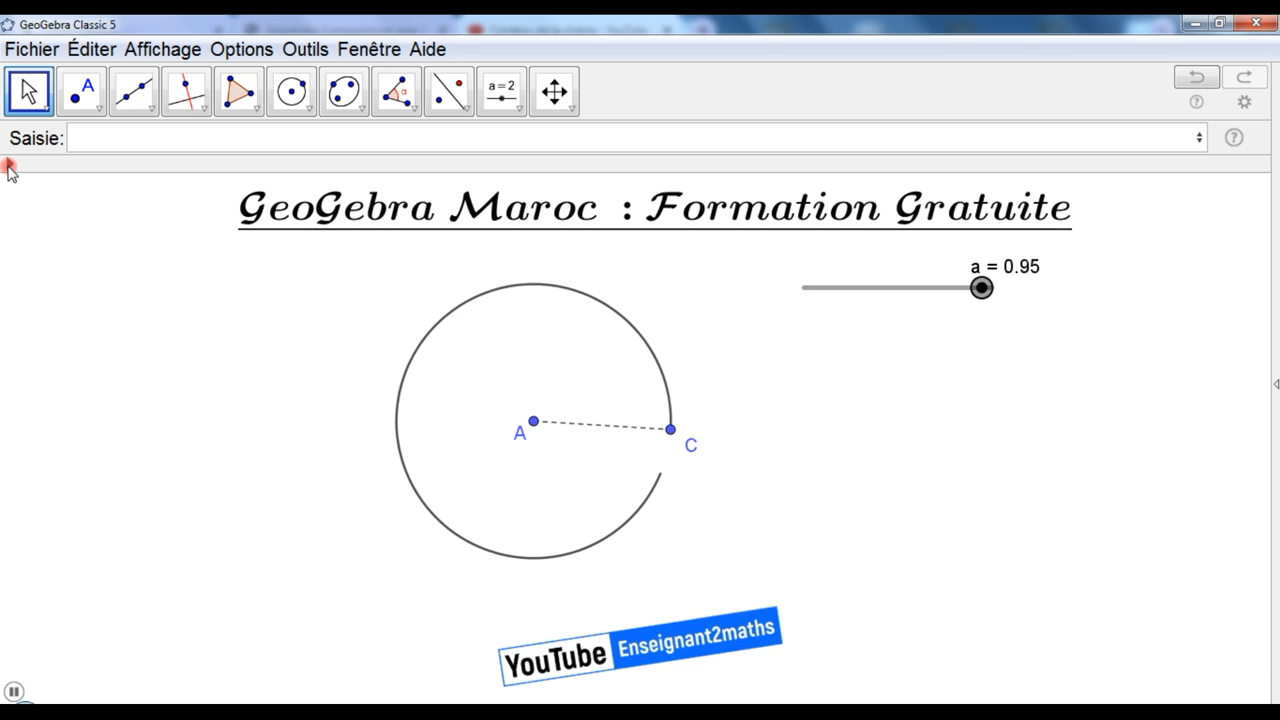 GeoGebra Classic 5
Fichier Éditer Affichage Options Outils Fenêtre Aide
A
α
a=2
Saisie:
GeoGebra Maroc : Formation Gratuite
a = 0.95
A
C
YouTube Enseignant2maths